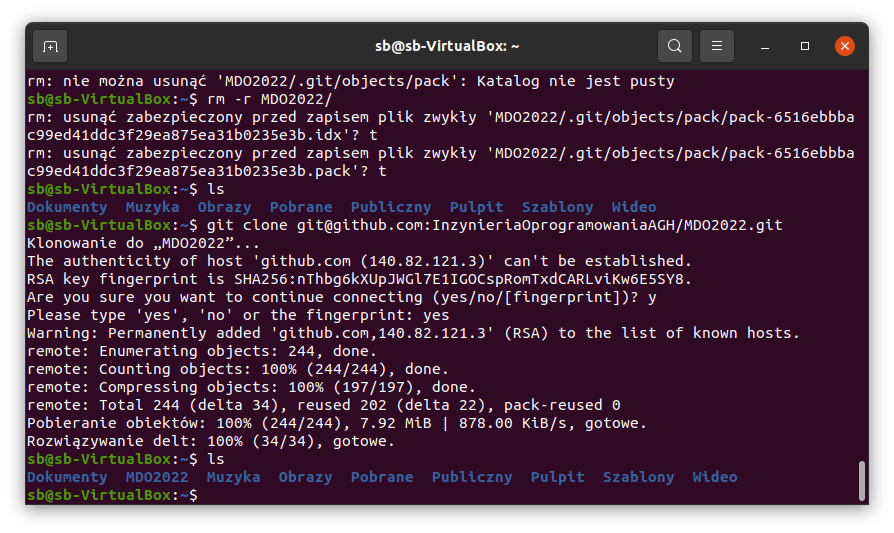 sb@sb-VirtualBox: ~
rm: nie można usunąć 'MDO2022/.git/objects/pack': Katalog nie jest pusty
sb@sb-VirtualBox:~$ rm -r MDO2022/
rm: usunąć zabezpieczony przed zapisem plik zwykły 'MDO2022/.git/objects/pack/pack-6516ebbba
c99ed41ddc3f29ea875ea31b0235e3b.idx'? t
rm: usunąć zabezpieczony przed zapisem plik zwykły 'MDO2022/.git/objects/pack/pack-6516ebbba
c99ed41ddc3f29ea875ea31b0235e3b.pack'? t
sb@sb-VirtualBox:~$ ls
Dokumenty  Muzyka  Obrazy  Pobrane  Publiczny  Pulpit  Szablony  Wideo
sb@sb-VirtualBox:~$ git clone git@github.com:InzynieriaOprogramowaniaAGH/MDO2022.git
Klonowanie do „MDO2022”...
The authenticity of host 'github.com (140.82.121.3)' can't be established.
RSA key fingerprint is SHA256:nThbg6kXUpJWGl7E1IGOCspRomTxdCARLviKw6E5SY8.
Are you sure you want to continue connecting (yes/no/[fingerprint])? y
Please type 'yes', 'no' or the fingerprint: yes
Warning: Permanently added 'github.com,140.82.121.3' (RSA) to the list of known hosts.
remote: Enumerating objects: 244, done.
remote: Counting objects: 100% (244/244), done.
remote: Compressing objects: 100% (197/197), done.
remote: Total 244 (delta 34), reused 202 (delta 22), pack-reused 0
Pobieranie obiektów: 100% (244/244), 7.92 MiB | 878.00 KiB/s, gotowe.
Rozwiązywanie delt: 100% (34/34), gotowe.
sb@sb-VirtualBox:~$ ls
Dokumenty  MDO2022  Muzyka  Obrazy  Pobrane  Publiczny  Pulpit  Szablony  Wideo
sb@sb-VirtualBox:~$